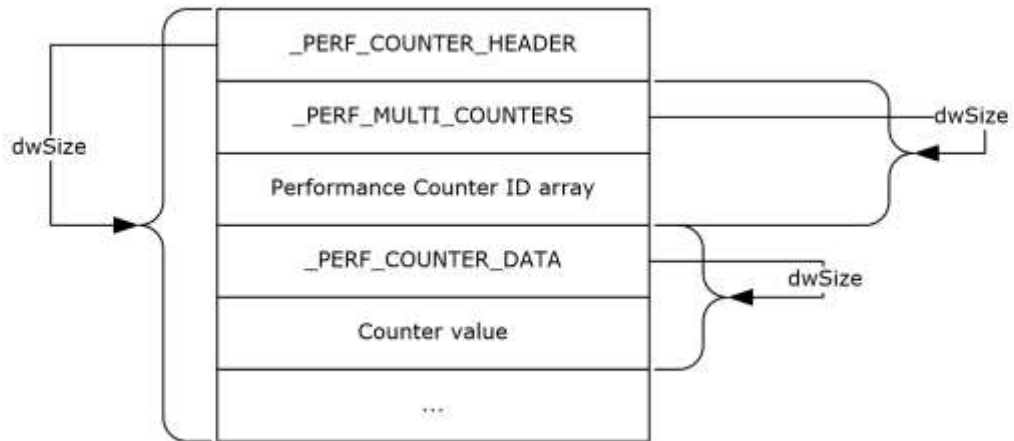 _PERF_COUNTER_HEADER
_PERF_MULTI_COUNTERS
dwSize
dwSize
Performance Counter ID array
_PERF_COUNTER_DATA
dwSize
Counter value
...